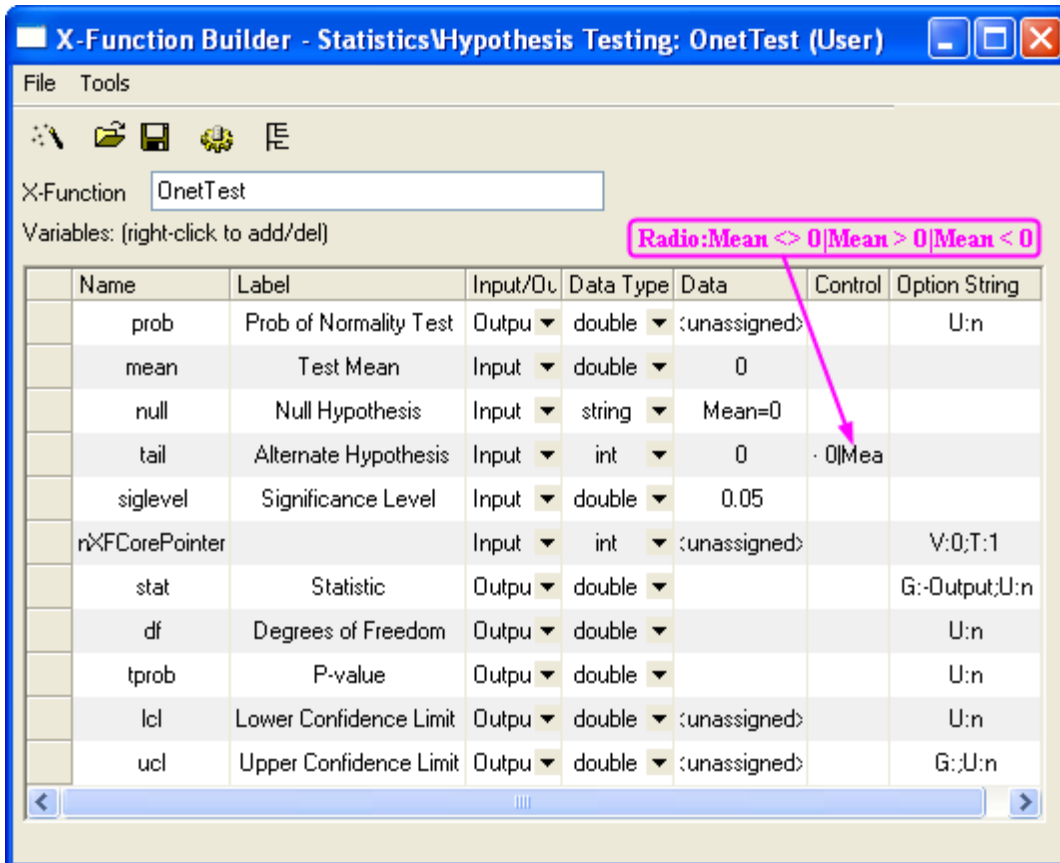 X-Function Builder - Statistics\Hypothesis Testing: OnetTest (User)
File Tools
X-Function OnetTest
Variables: (right-click to add/del)
Radio:Mean <> 0|Mean > 0|Mean < 0
Name Label Input/Ou Data Type Data Control Option String
prob Prob of Normality Test Outpu double <unassigned> U:n
mean Test Mean Input double 0
null Null Hypothesis Input string Mean=0
tail Alternate Hypothesis Input int 0 · 0|Mea
siglevel Significance Level Input double 0.05
nXFCorePointer Input int <unassigned> V:0;T:1
stat Statistic Outpu double G:-Output;U:n
df Degrees of Freedom Outpu double U:n
tprob P-value Outpu double U:n
lcl Lower Confidence Limit Outpu double <unassigned> U:n
ucl Upper Confidence Limit Outpu double <unassigned> G:;U:n